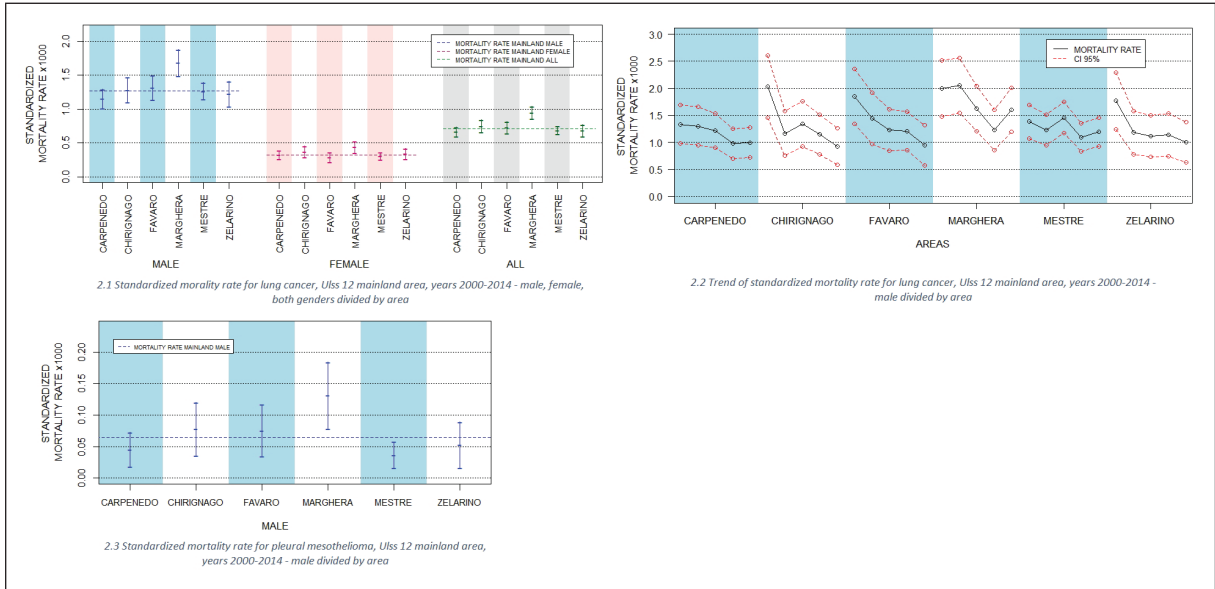 STANDARDIZED
MORTALITY RATE x1000
2.0
1.5
1.0
0.5
0.0
MORTALITY RATE MAINLAND MALE
MORTALITY RATE MAINLAND FEMALE
MORTALITY RATE MAINLAND ALL
CARPENEDO
CHIRIGNAGO
FAVARO
MARGHERA
MESTRE
ZELARINO
CARPENEDO
CHIRIGNAGO
FAVARO
MARGHERA
MESTRE
ZELARINO
CARPENEDO
CHIRIGNAGO
FAVARO
MARGHERA
MESTRE
ZELARINO
MALE FEMALE ALL
2.1 Standardized morality rate for lung cancer, Ulss 12 mainland area, years 2000-2014 - male, female,
both genders divided by area
STANDARDIZED
MORTALITY RATE x1000
3.0
2.5
2.0
1.5
1.0
0.5
0.0
MORTALITY RATE
CI 95%
CARPENEDO CHIRIGNAGO FAVARO MARGHERA MESTRE ZELARINO
AREAS
2.2 Trend of standardized mortality rate for lung cancer, Ulss 12 mainland area, years 2000-2014 -
male divided by area
STANDARDIZED
MORTALITY RATE x1000
0.20
0.15
0.10
0.05
0.00
MORTALITY RATE MAINLAND MALE
CARPENEDO CHIRIGNAGO FAVARO MARGHERA MESTRE ZELARINO
MALE
2.3 Standardized mortality rate for pleural mesothelioma, Ulss 12 mainland area,
years 2000-2014 - male divided by area